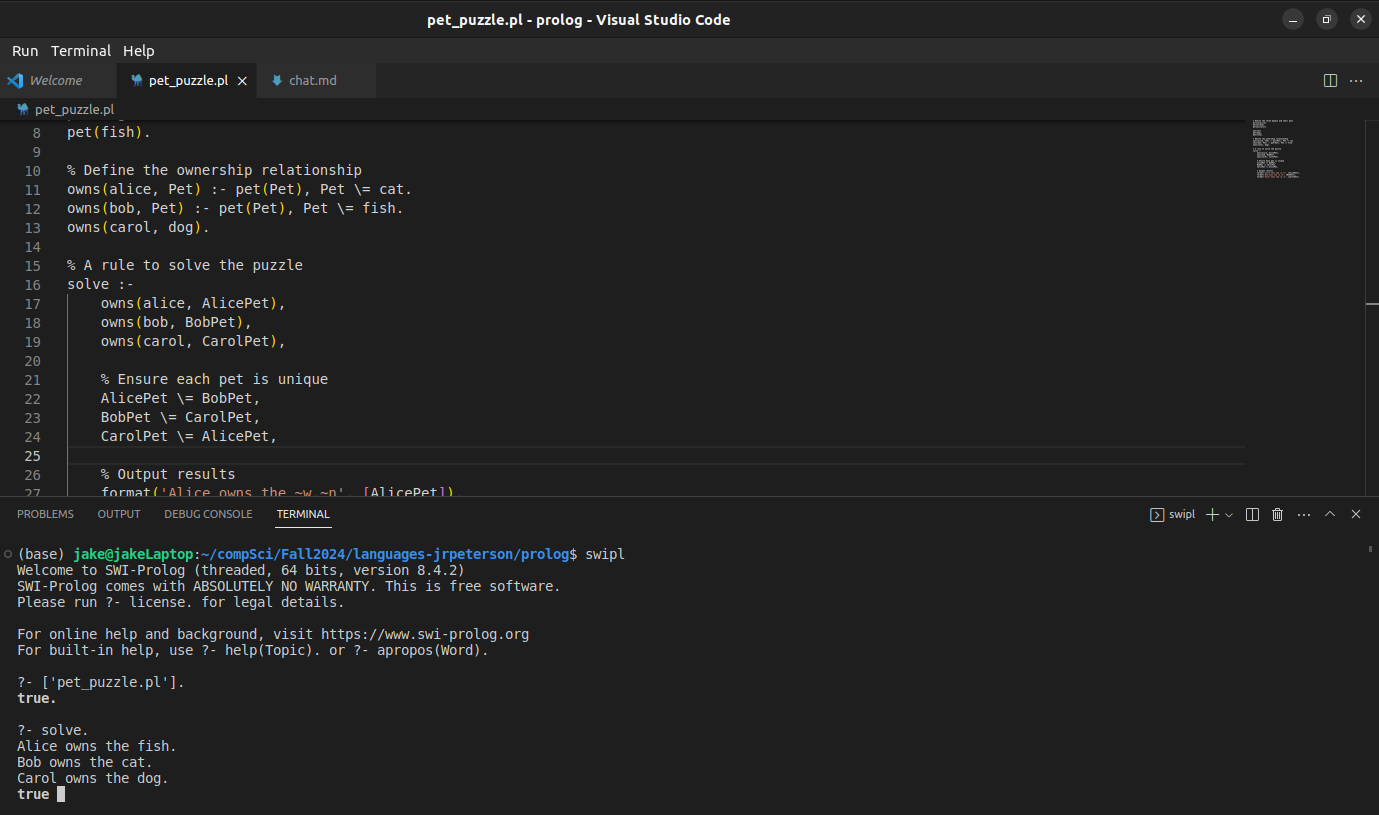 pet_puzzle.pl - prolog - Visual Studio Code
Run Terminal Help
Welcome pet_puzzle.pl chat.md
pet_puzzle.pl
8 pet(fish).
9
10 % Define the ownership relationship
11 owns(alice, Pet) :- pet(Pet), Pet \= cat.
12 owns(bob, Pet) :- pet(Pet), Pet \= fish.
13 owns(carol, dog).
14
15 % A rule to solve the puzzle
16 solve :-
17 owns(alice, AlicePet),
18 owns(bob, BobPet),
19 owns(carol, CarolPet),
20
21 % Ensure each pet is unique
22 AlicePet \= BobPet,
23 BobPet \= CarolPet,
24 CarolPet \= AlicePet,
25
26 % Output results
27 format('Alice owns the ~w.~n', [AlicePet]),
PROBLEMS OUTPUT DEBUG CONSOLE TERMINAL swipl
(base) jake@jakeLaptop:~/compSci/Fall2024/languages-jrpeterson/prolog$ swipl
Welcome to SWI-Prolog (threaded, 64 bits, version 8.4.2)
SWI-Prolog comes with ABSOLUTELY NO WARRANTY. This is free software.
Please run ?- license. for legal details.
For online help and background, visit https://www.swi-prolog.org
For built-in help, use ?- help(Topic). or ?- apropos(Word).
?- ['pet_puzzle.pl'].
true.
?- solve.
Alice owns the fish.
Bob owns the cat.
Carol owns the dog.
true